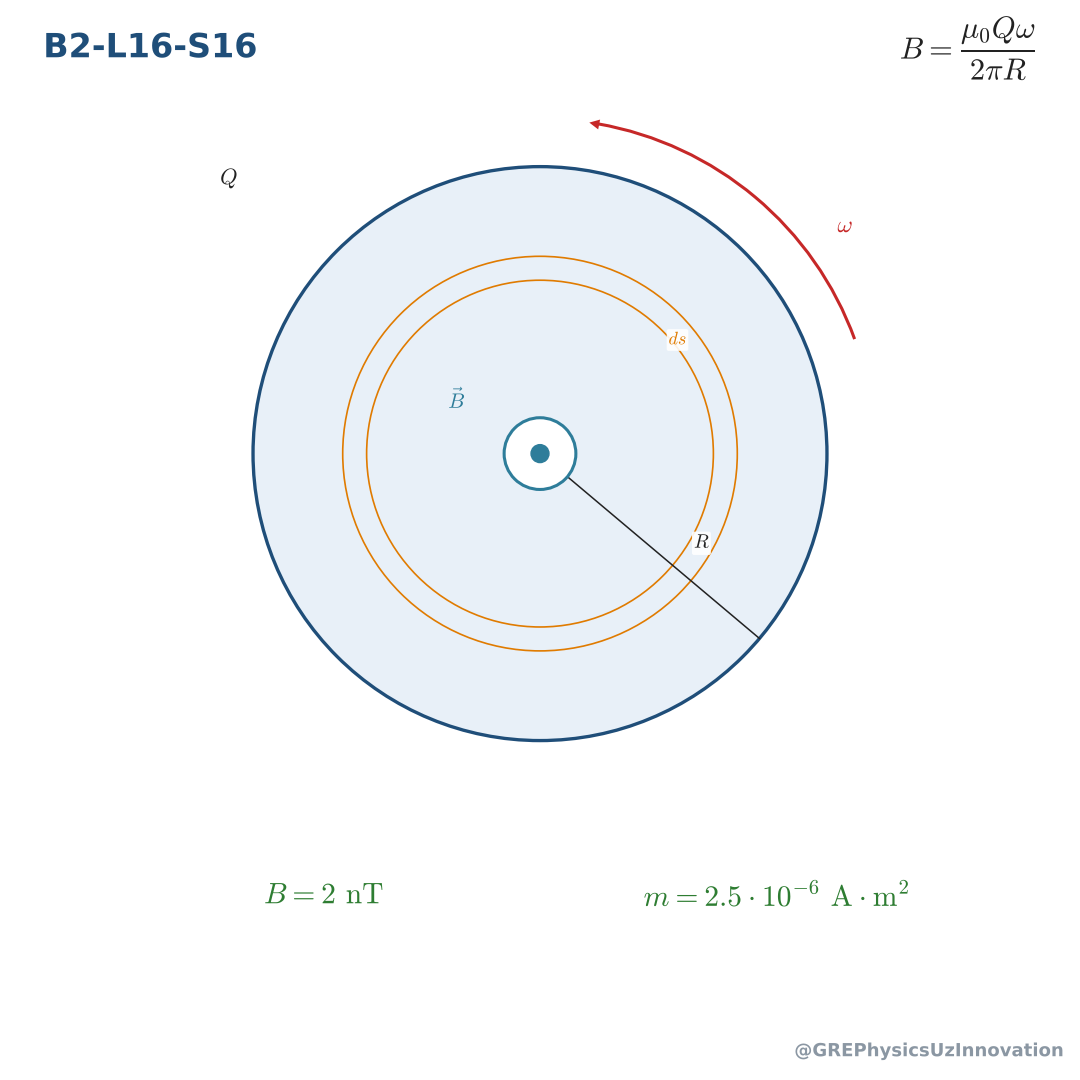 B2-L16-S16
B = μ₀Qω / 2πR
Q
ω
ds
B⃗
R
B = 2 nT
m = 2.5 · 10⁻⁶ A · m²
@GREPhysicsUzInnovation